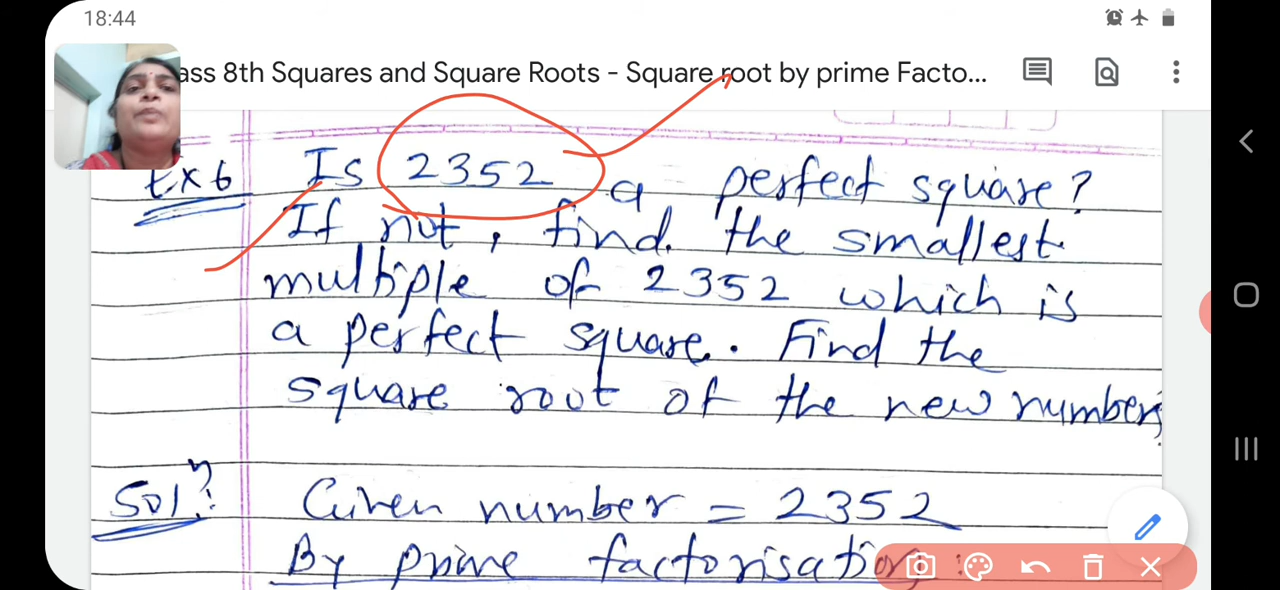 18:44
ass 8th Squares and Square Roots - Square root by prime Facto...
Ex 6 Is 2352 a perfect square?
If not, find the smallest
multiple of 2352 which is
a perfect square. Find the
square root of the new number.
Soln: Given number = 2352
By prime factorisation: